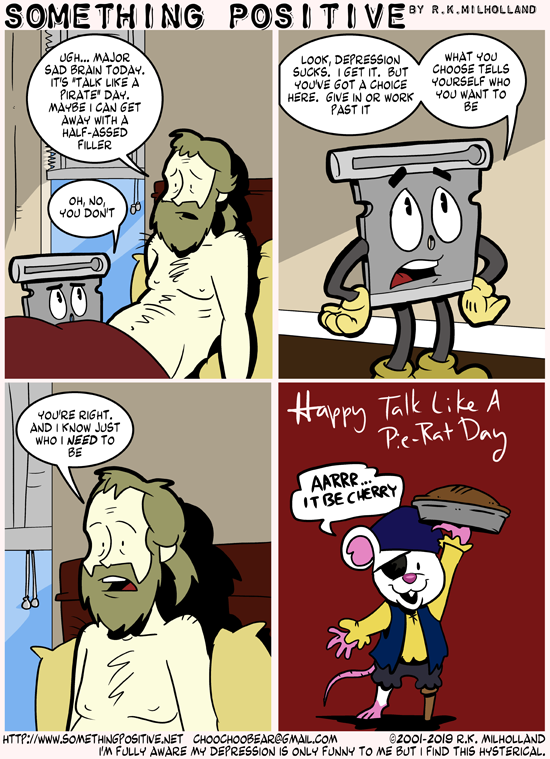 SOMETHING POSITIVE BY R.K.MILHOLLAND
UGH... MAJOR
SAD BRAIN TODAY.
IT'S "TALK LIKE A
PIRATE" DAY.
MAYBE I CAN GET
AWAY WITH A
HALF-ASSED
FILLER
OH, NO,
YOU DON'T
LOOK, DEPRESSION
SUCKS. I GET IT. BUT
YOU'VE GOT A CHOICE
HERE. GIVE IN OR WORK
PAST IT
WHAT YOU
CHOOSE TELLS
YOURSELF WHO
YOU WANT TO
BE
YOU'RE RIGHT.
AND I KNOW JUST
WHO I NEED TO
BE
Happy Talk Like A
Pie-Rat Day
AARRR...
IT BE CHERRY
HTTP://WWW.SOMETHINGPOSITIVE.NET CHOOCHOOBEAR@GMAIL.COM ©2001-2018 R.K. MILHOLLAND
I'M FULLY AWARE MY DEPRESSION IS ONLY FUNNY TO ME BUT I FIND THIS HYSTERICAL.